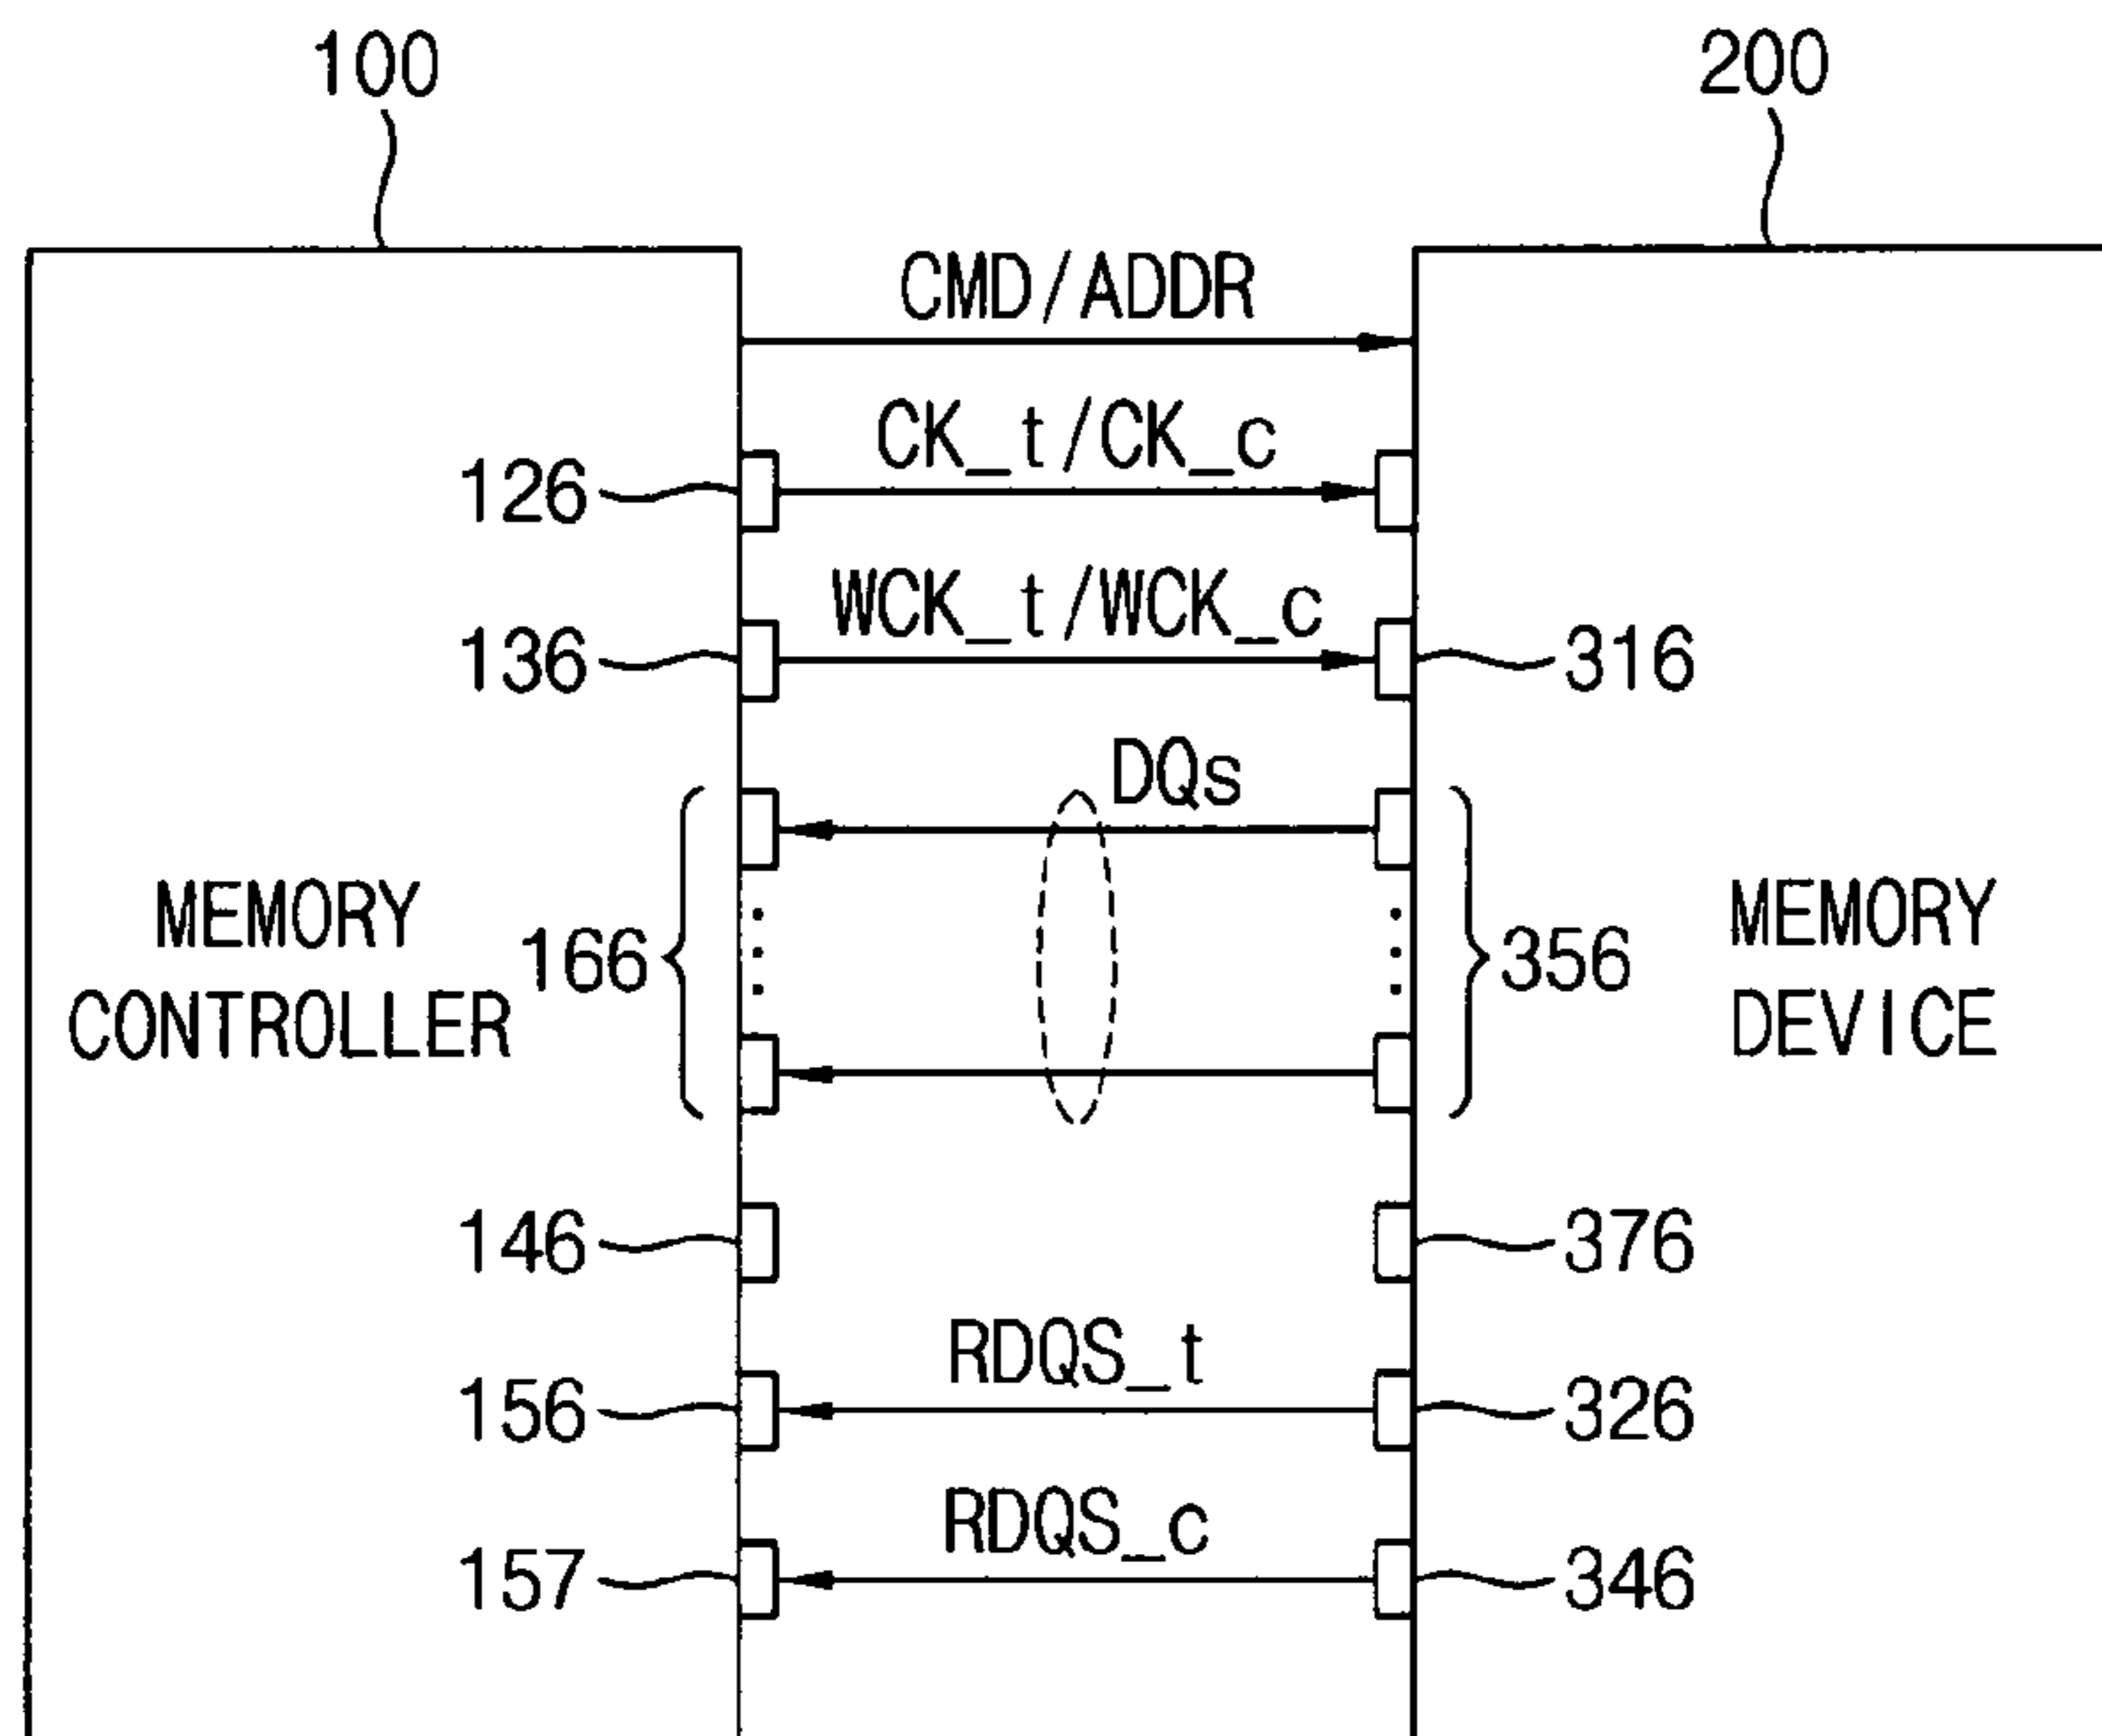 100
200
CMD/ADDR
CK_t/CK_c
126
WCK_t/WCK_c
136
316
DQs
MEMORY
CONTROLLER
166
356
MEMORY
DEVICE
146
376
RDQS_t
156
326
RDQS_c
157
346